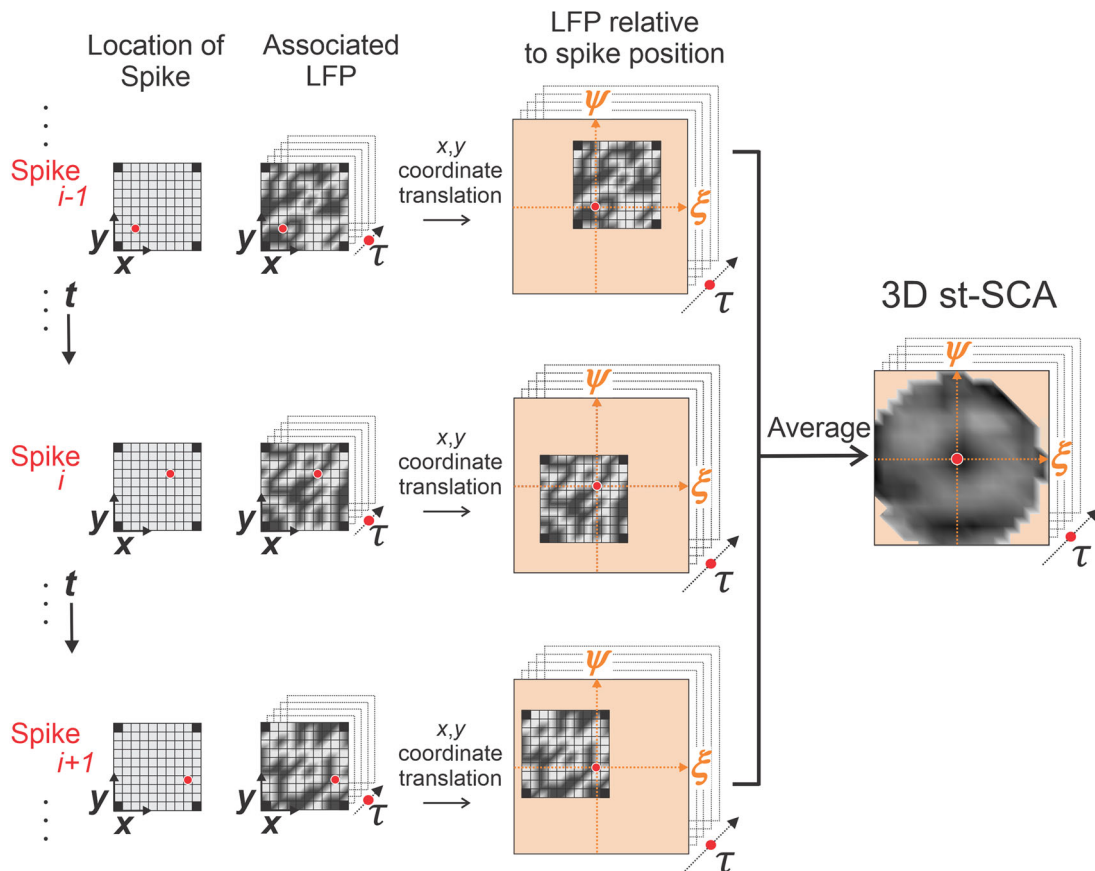 Location of
Spike
Associated
LFP
LFP relative
to spike position
Spike
i-1
y
x
y
x
τ
x,y
coordinate
translation
ψ
ξ
τ
t
3D st-SCA
ψ
ξ
τ
Average
Spike
i
y
x
y
x
τ
x,y
coordinate
translation
ψ
ξ
τ
t
Spike
i+1
y
x
y
x
τ
x,y
coordinate
translation
ψ
ξ
τ